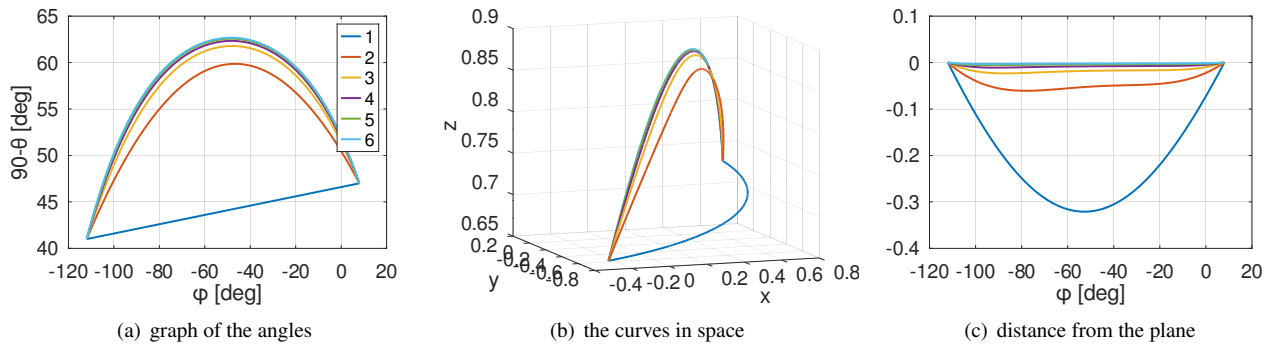 65
60
55
50
45
40
90-θ [deg]
-120 -100 -80 -60 -40 -20 0 20
φ [deg]
1
2
3
4
5
6
(a) graph of the angles
0.9
0.85
0.8
0.75
0.7
0.65
z
0.2
0
-0.2
-0.4
-0.6
-0.8
y
-0.4 -0.2 0 0.2 0.4 0.6 0.8
x
(b) the curves in space
0.1
0
-0.1
-0.2
-0.3
-0.4
-120 -100 -80 -60 -40 -20 0 20
φ [deg]
(c) distance from the plane